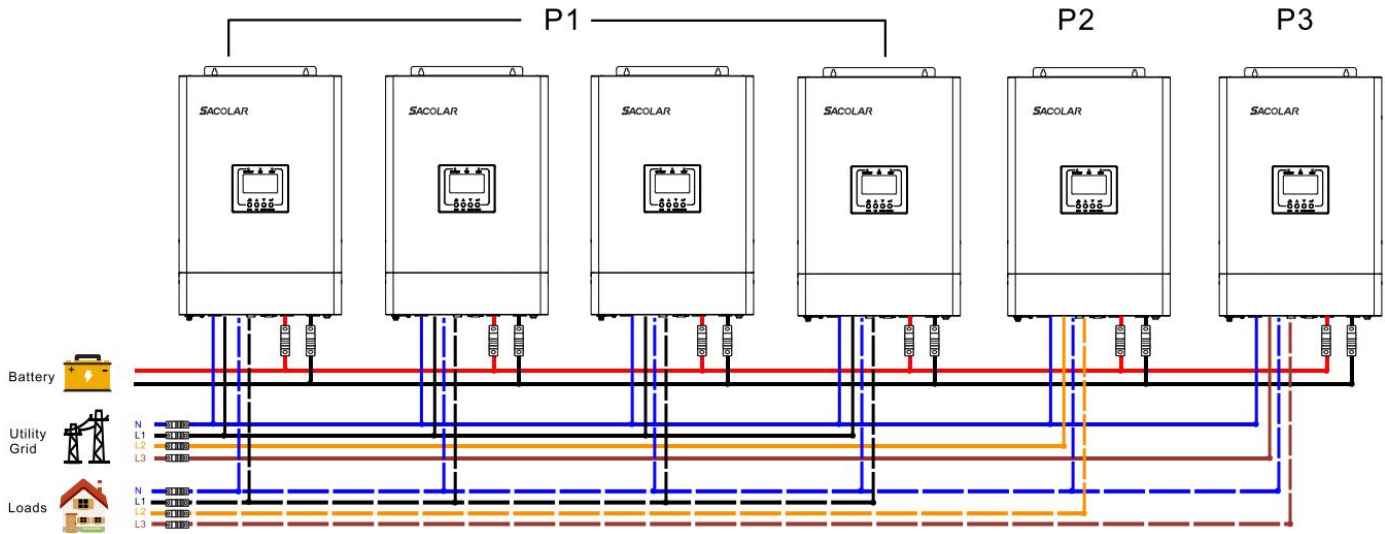 P1
P2
P3
SACOLAR
SACOLAR
SACOLAR
SACOLAR
SACOLAR
SACOLAR
Battery
+ -
Utility
Grid
N
L1
L2
L3
Loads
N
L1
L2
L3